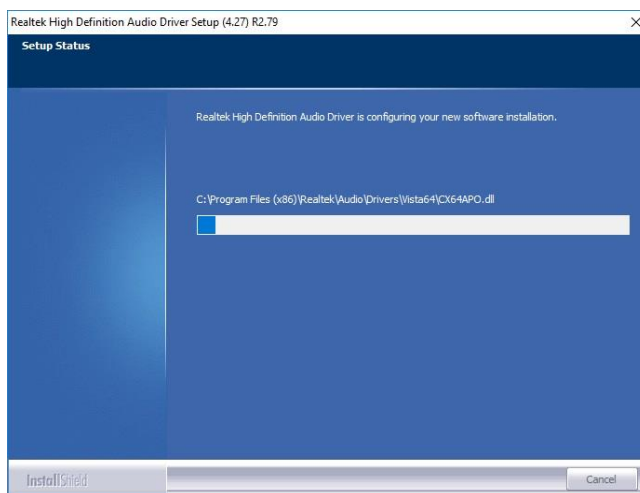 Realtek High Definition Audio Driver Setup (4.27) R2.79
Setup Status
Realtek High Definition Audio Driver is configuring your new software installation.
C:\Program Files (x86)\Realtek\Audio\Drivers\Vista64\CX64APO.dll
InstallShield
Cancel